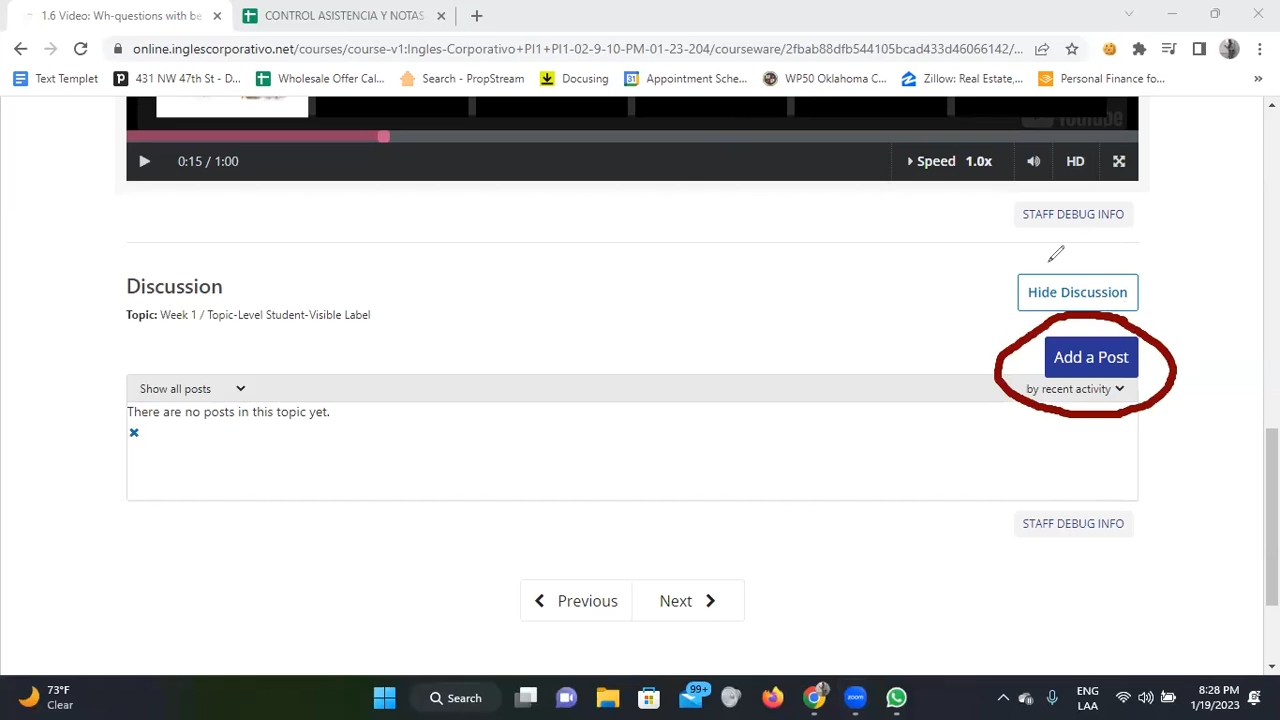 1.6 Video: Wh-questions with be
CONTROL ASISTENCIA Y NOTAS
online.inglescorporativo.net/courses/course-v1:Ingles-Corporativo+PI1+PI1-02-9-10-PM-01-23-204/courseware/2fbab88dfb544105bcad433d46066142/...
Text Templet
431 NW 47th St - D...
Wholesale Offer Cal...
Search - PropStream
Docusing
Appointment Sche...
WP50 Oklahoma C...
Zillow: Real Estate,...
Personal Finance fo...
»
YouTube
0:15 / 1:00
Speed 1.0x
HD
STAFF DEBUG INFO
Discussion
Hide Discussion
Topic: Week 1 / Topic-Level Student-Visible Label
Add a Post
Show all posts
by recent activity
There are no posts in this topic yet.
STAFF DEBUG INFO
Previous
Next
73°F
Clear
Search
99+
zoom
ENG
LAA
8:28 PM
1/19/2023